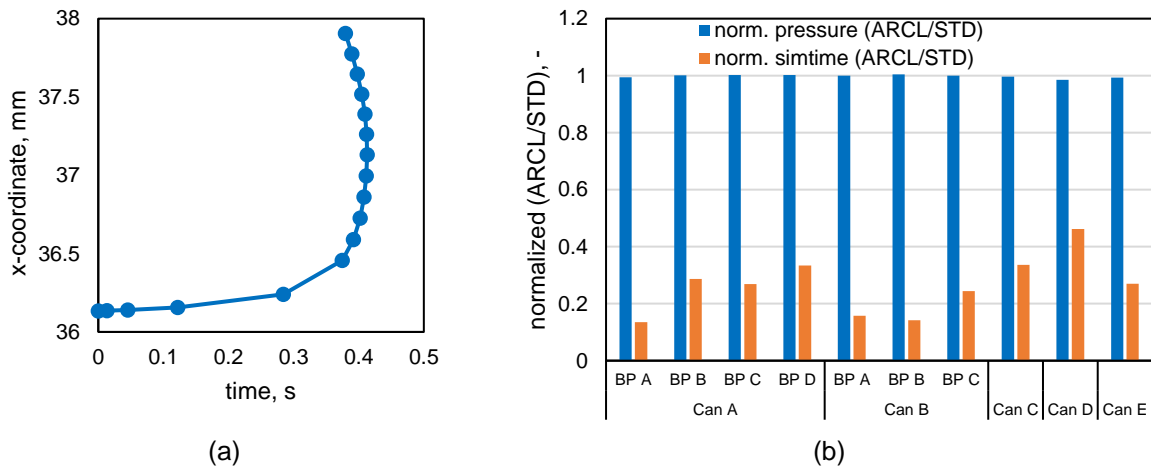 38
37.5
37
36.5
36
x-coordinate, mm
0 0.1 0.2 0.3 0.4 0.5
time, s
(a)
1.2
1
0.8
0.6
0.4
0.2
0
normalized (ARCL/STD), -
norm. pressure (ARCL/STD)
norm. simtime (ARCL/STD)
BP A BP B BP C BP D BP A BP B BP C
Can A Can B Can C Can D Can E
(b)